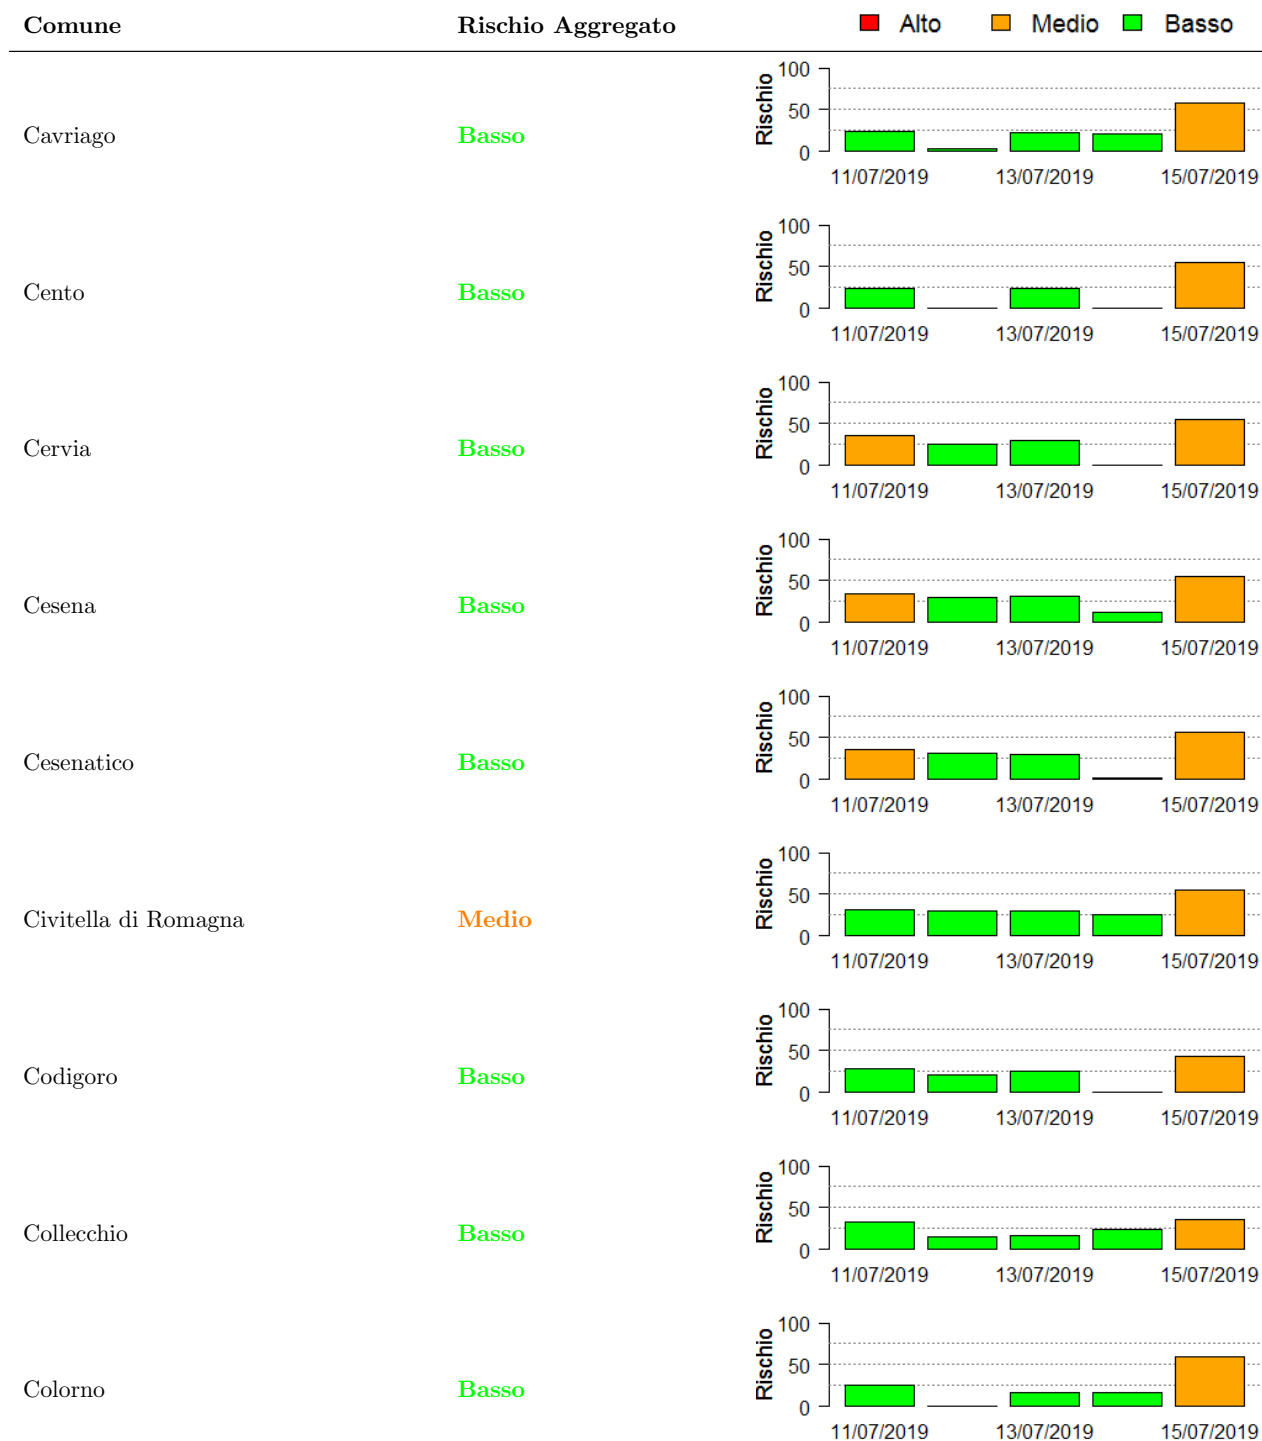 Comune Rischio Aggregato Alto Medio Basso
100
50
0
Rischio
Cavriago Basso
11/07/2019 13/07/2019 15/07/2019
100
50
0
Rischio
Cento Basso
11/07/2019 13/07/2019 15/07/2019
100
50
0
Rischio
Cervia Basso
11/07/2019 13/07/2019 15/07/2019
100
50
0
Rischio
Cesena Basso
11/07/2019 13/07/2019 15/07/2019
100
50
0
Rischio
Cesenatico Basso
11/07/2019 13/07/2019 15/07/2019
100
50
0
Rischio
Civitella di Romagna Medio
11/07/2019 13/07/2019 15/07/2019
100
50
0
Rischio
Codigoro Basso
11/07/2019 13/07/2019 15/07/2019
100
50
0
Rischio
Collecchio Basso
11/07/2019 13/07/2019 15/07/2019
100
50
0
Rischio
Colorno Basso
11/07/2019 13/07/2019 15/07/2019